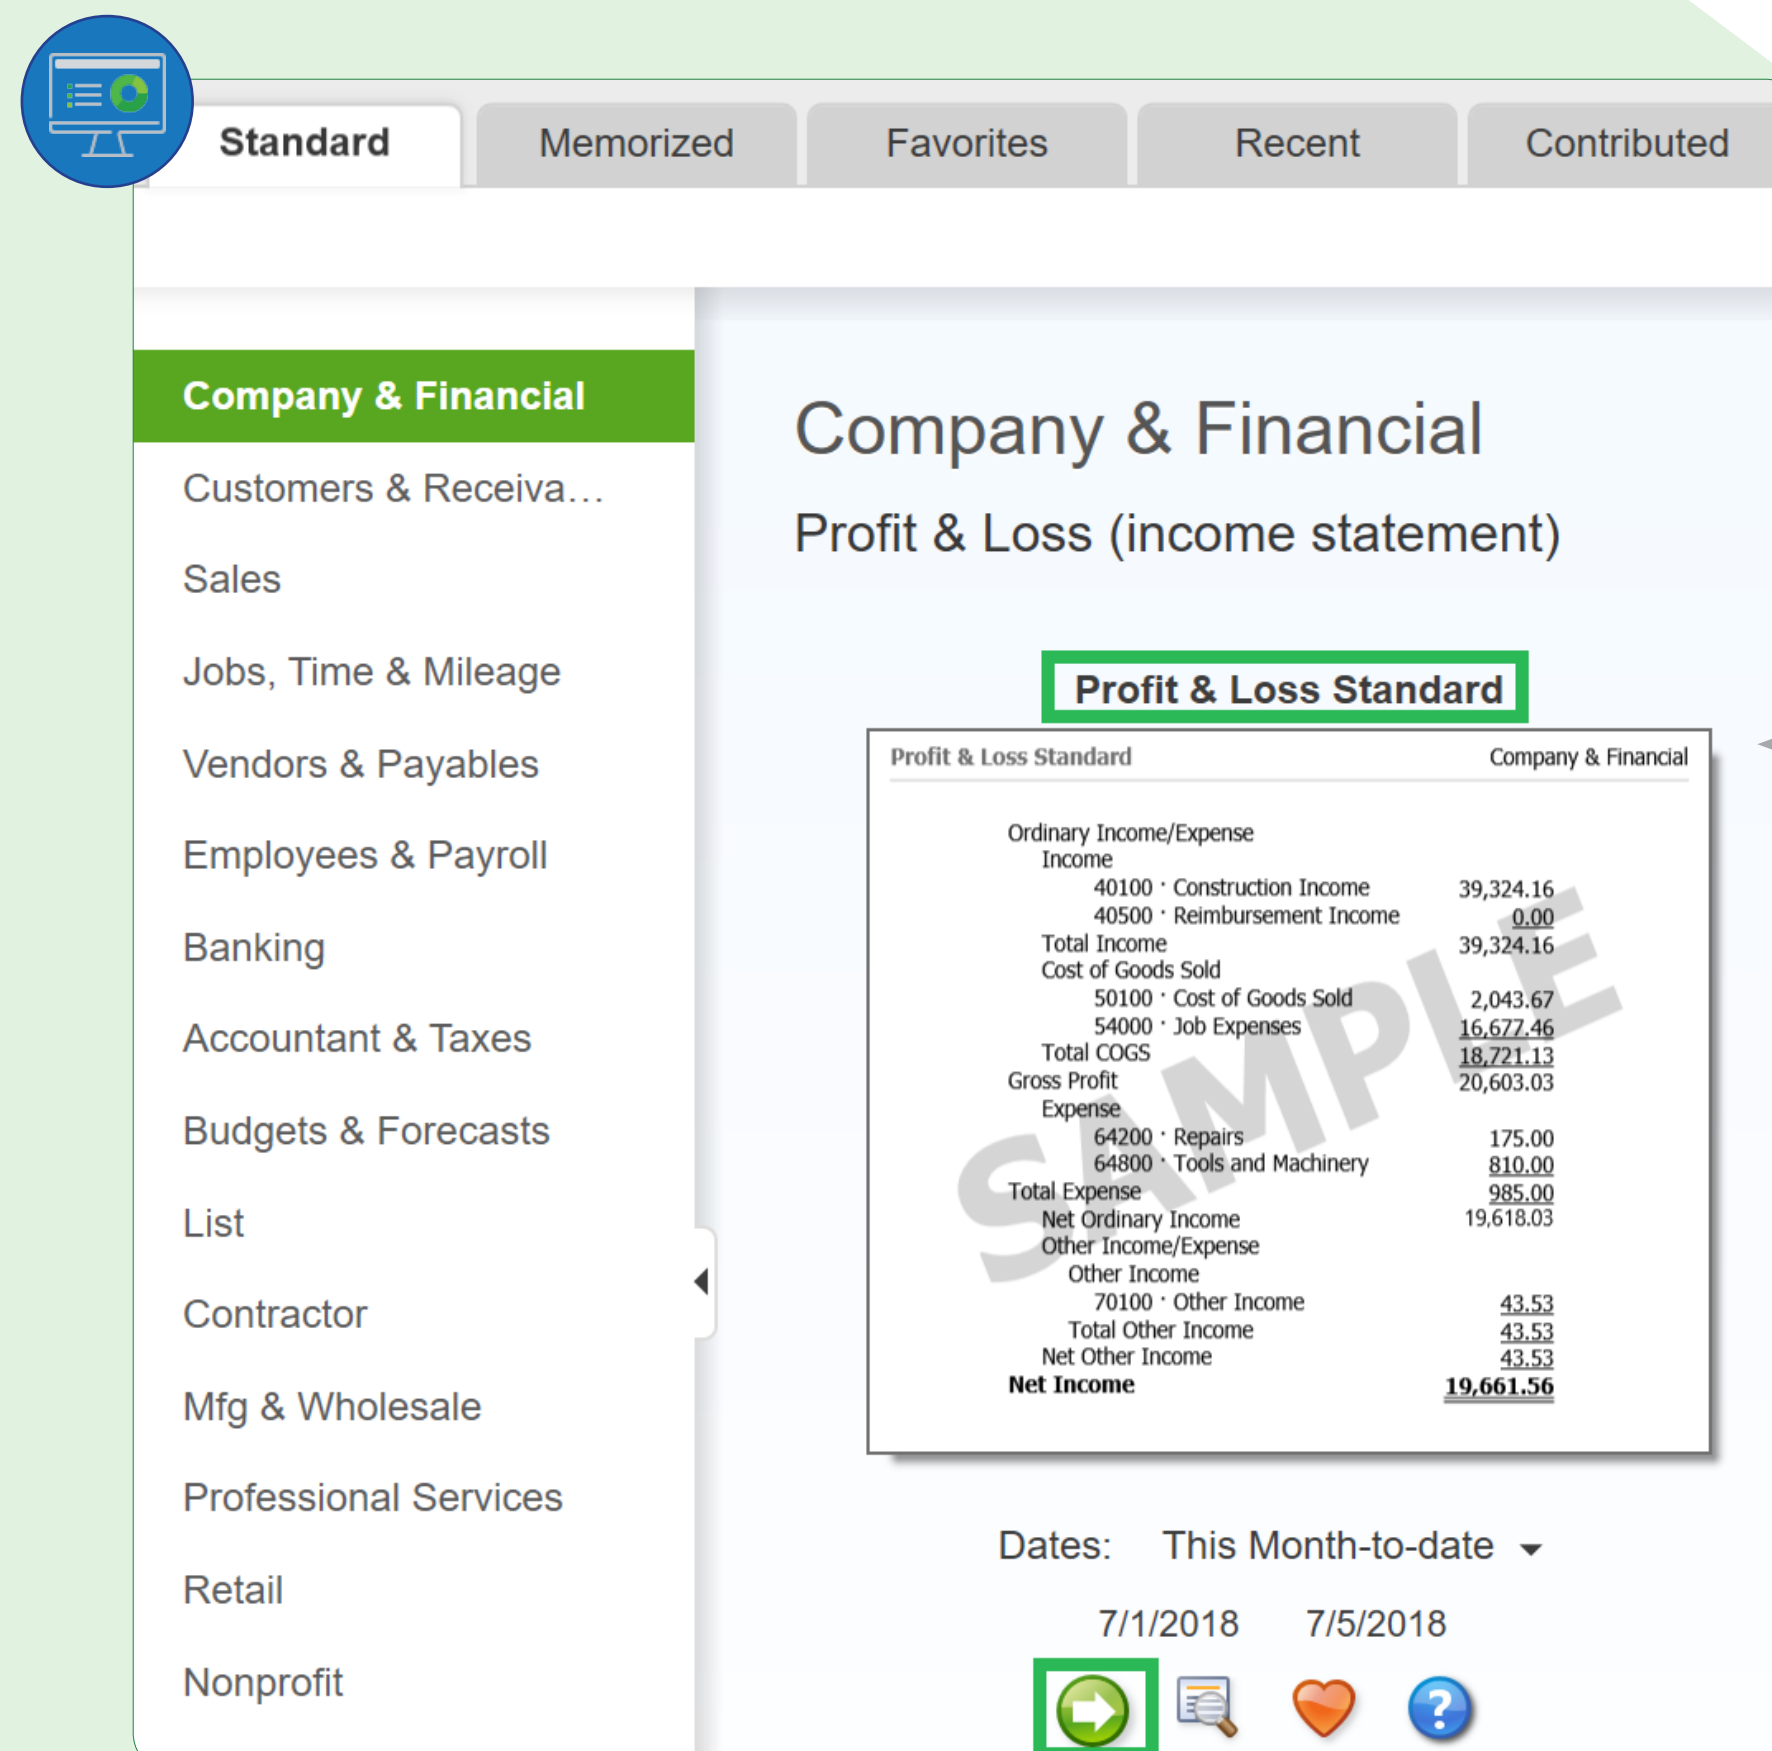 Standard Memorized Favorites Recent Contributed
Company & Financial
Customers & Receiva...
Sales
Jobs, Time & Mileage
Vendors & Payables
Employees & Payroll
Banking
Accountant & Taxes
Budgets & Forecasts
List
Contractor
Mfg & Wholesale
Professional Services
Retail
Nonprofit
Company & Financial
Profit & Loss (income statement)
Profit & Loss Standard
Profit & Loss Standard Company & Financial
Ordinary Income/Expense
Income
40100 · Construction Income 39,324.16
40500 · Reimbursement Income 0.00
Total Income 39,324.16
Cost of Goods Sold
50100 · Cost of Goods Sold 2,043.67
54000 · Job Expenses 16,677.46
Total COGS 18,721.13
Gross Profit 20,603.03
Expense
64200 · Repairs 175.00
64800 · Tools and Machinery 810.00
Total Expense 985.00
Net Ordinary Income 19,618.03
Other Income/Expense
Other Income
70100 · Other Income 43.53
Total Other Income 43.53
Net Other Income 43.53
Net Income 19,661.56
SAMPLE
Dates: This Month-to-date
7/1/2018 7/5/2018
?